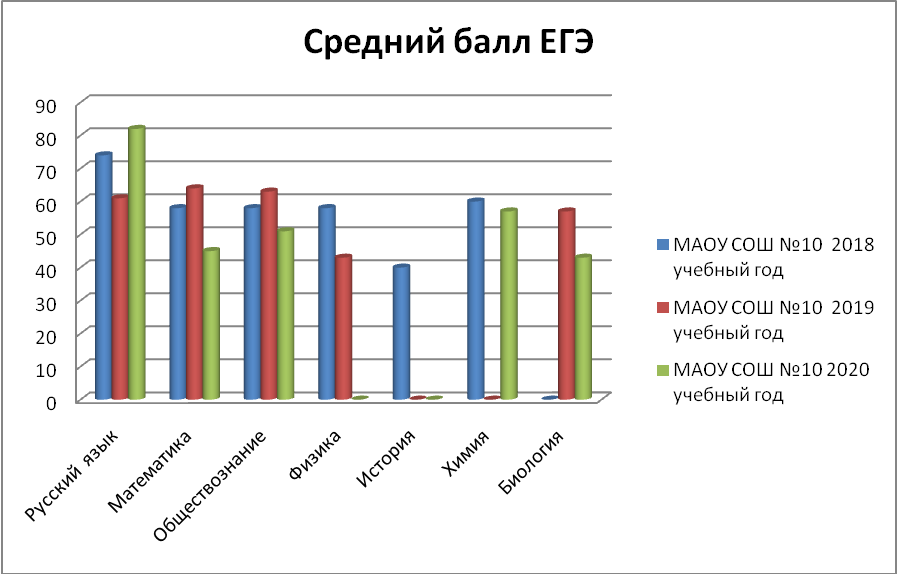 Средний балл ЕГЭ
90
80
70
60
50
40
30
20
10
0
Русский язык
Математика
Обществознание
Физика
История
Химия
Биология
МАОУ СОШ №10 2018
учебный год
МАОУ СОШ №10 2019
учебный год
МАОУ СОШ №10 2020
учебный год